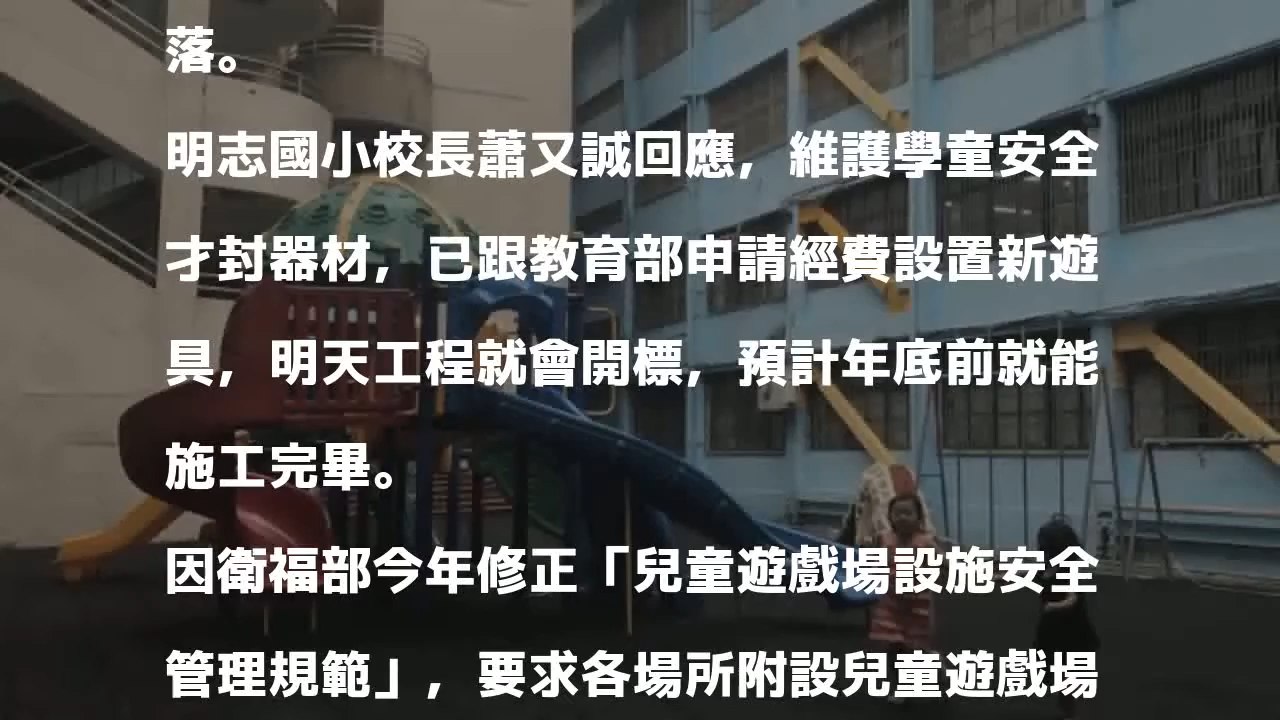 落。
明志國小校長蕭又誠回應，維護學童安全
才封器材，已跟教育部申請經費設置新遊
具，明天工程就會開標，預計年底前就能
施工完畢。
因衛福部今年修正「兒童遊戲場設施安全
管理規範」，要求各場所附設兒童遊戲場